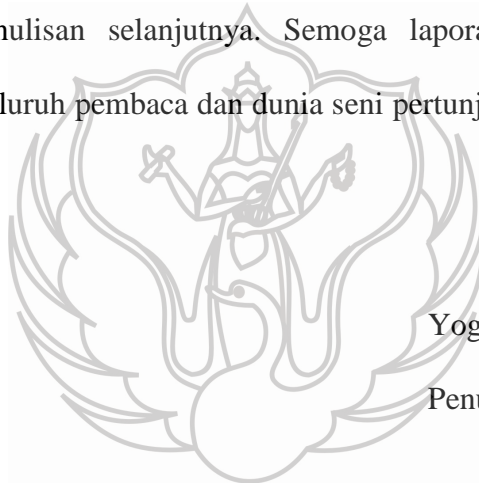 nulisan selanjutnya. Semoga lapora
luruh pembaca dan dunia seni pertunj
Yog
Penu